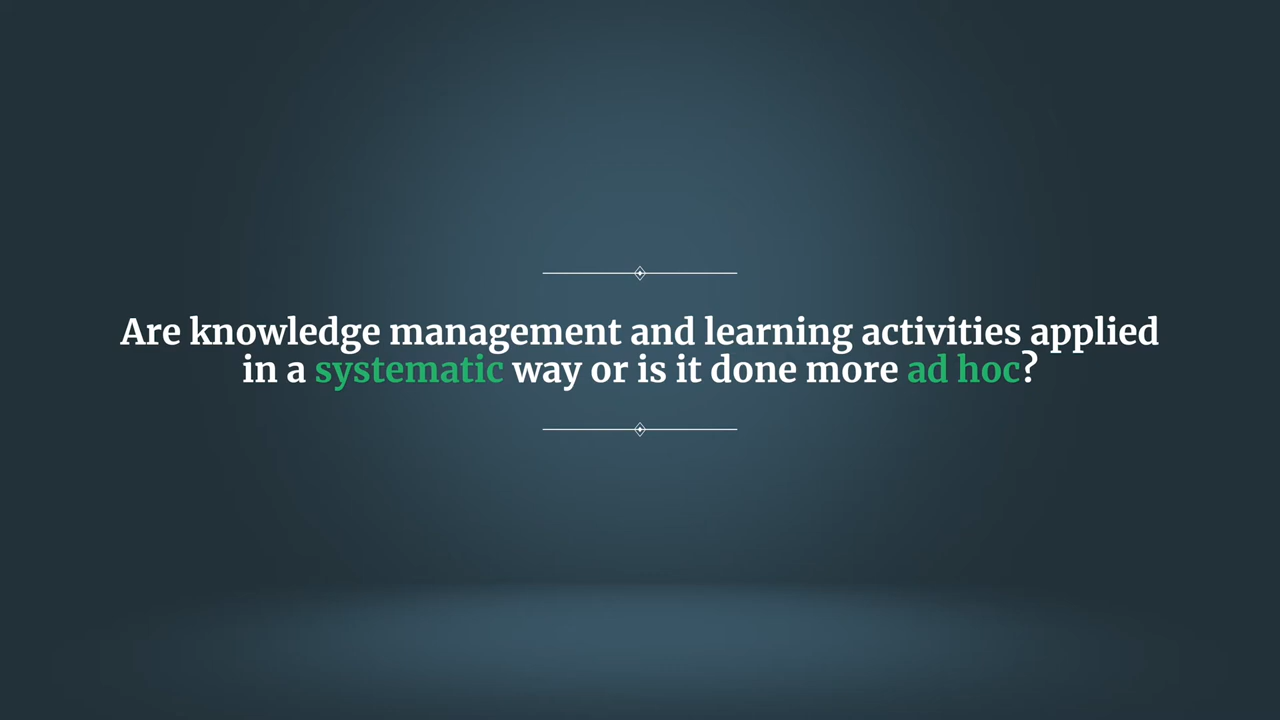 Are knowledge management and learning activities applied
in a systematic way or is it done more ad hoc?